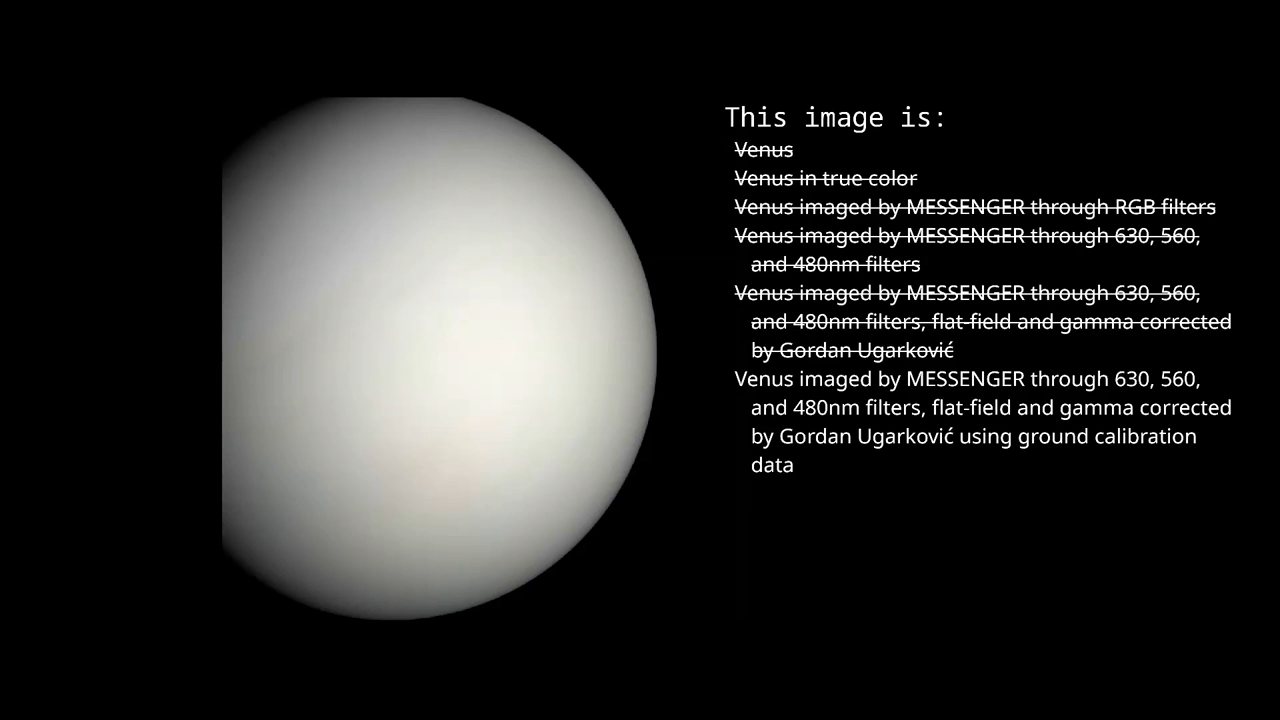 This image is:
Venus
Venus in true color
Venus imaged by MESSENGER through RGB filters
Venus imaged by MESSENGER through 630, 560,
and 480nm filters
Venus imaged by MESSENGER through 630, 560,
and 480nm filters, flat-field and gamma corrected
by Gordan Ugarković
Venus imaged by MESSENGER through 630, 560,
and 480nm filters, flat-field and gamma corrected
by Gordan Ugarković using ground calibration
data